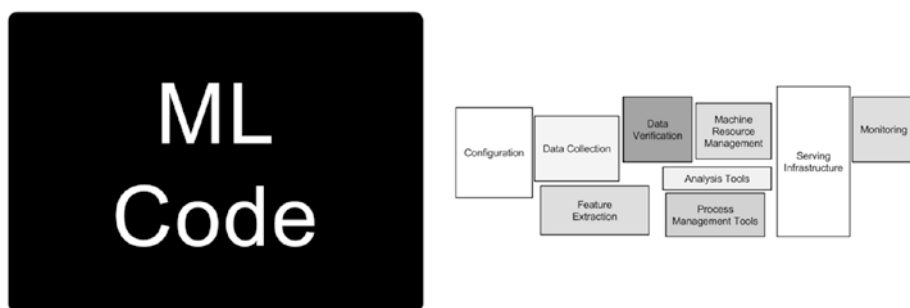 ML
Code
Configuration
Data Collection
Feature
Extraction
Data
Verification
Machine
Resource
Management
Analysis Tools
Process
Management Tools
Serving
Infrastructure
Monitoring